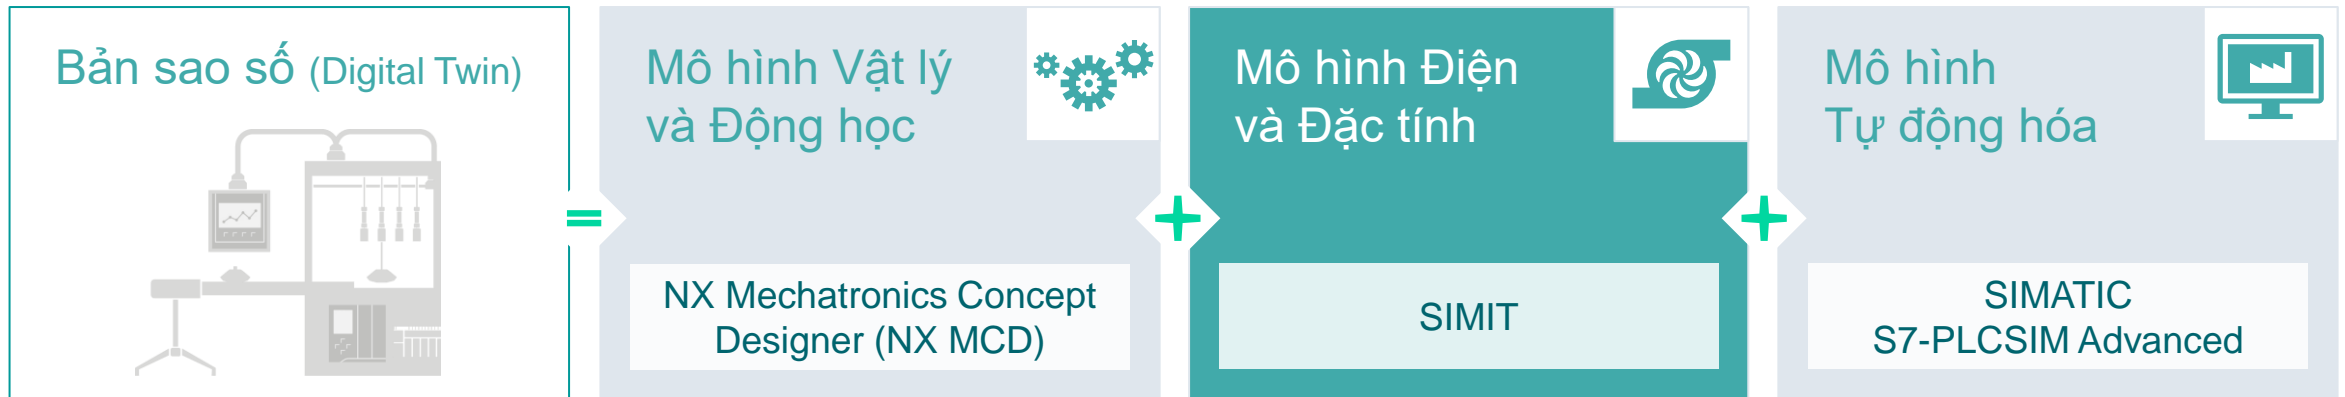 Bản sao số (Digital Twin)
=
Mô hình Vật lý
và Động học
NX Mechatronics Concept
Designer (NX MCD)
+
Mô hình Điện
và Đặc tính
SIMIT
+
Mô hình
Tự động hóa
SIMATIC
S7-PLCSIM Advanced